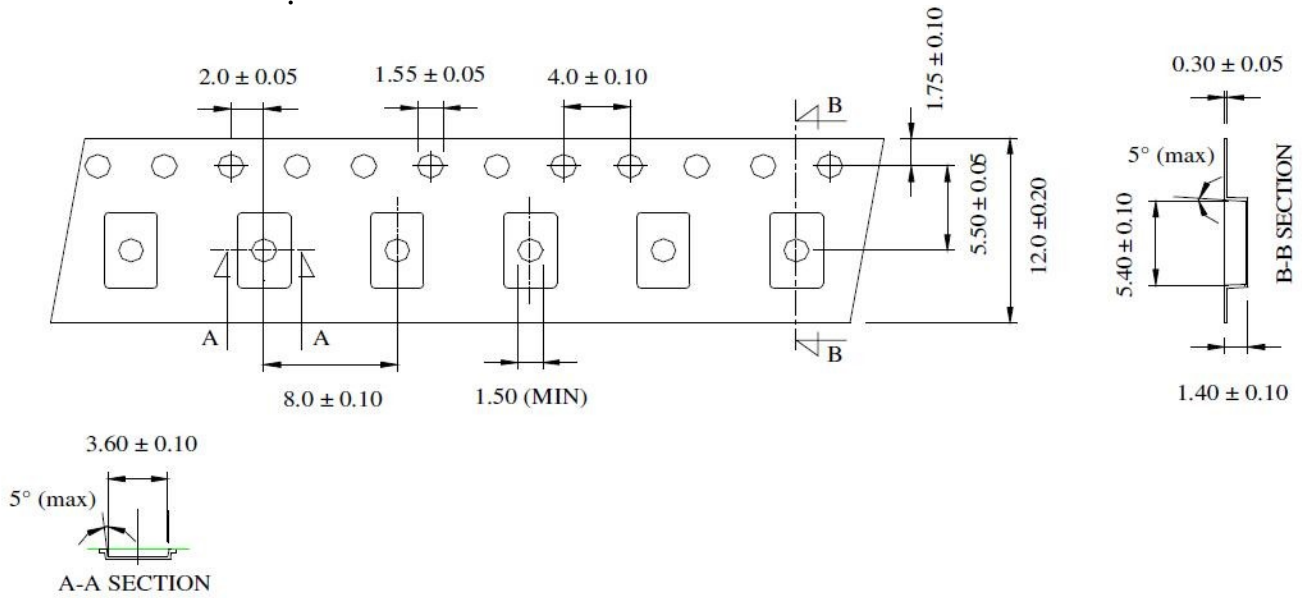 2.0 ± 0.05
1.55 ± 0.05
4.0 ± 0.10
1.75 ± 0.10
0.30 ± 0.05
B
5° (max)
5.50 ± 0.05
12.0 ±0.20
5.40 ± 0.10
B-B SECTION
A
A
B
8.0 ± 0.10
1.50 (MIN)
1.40 ± 0.10
3.60 ± 0.10
5° (max)
A-A SECTION